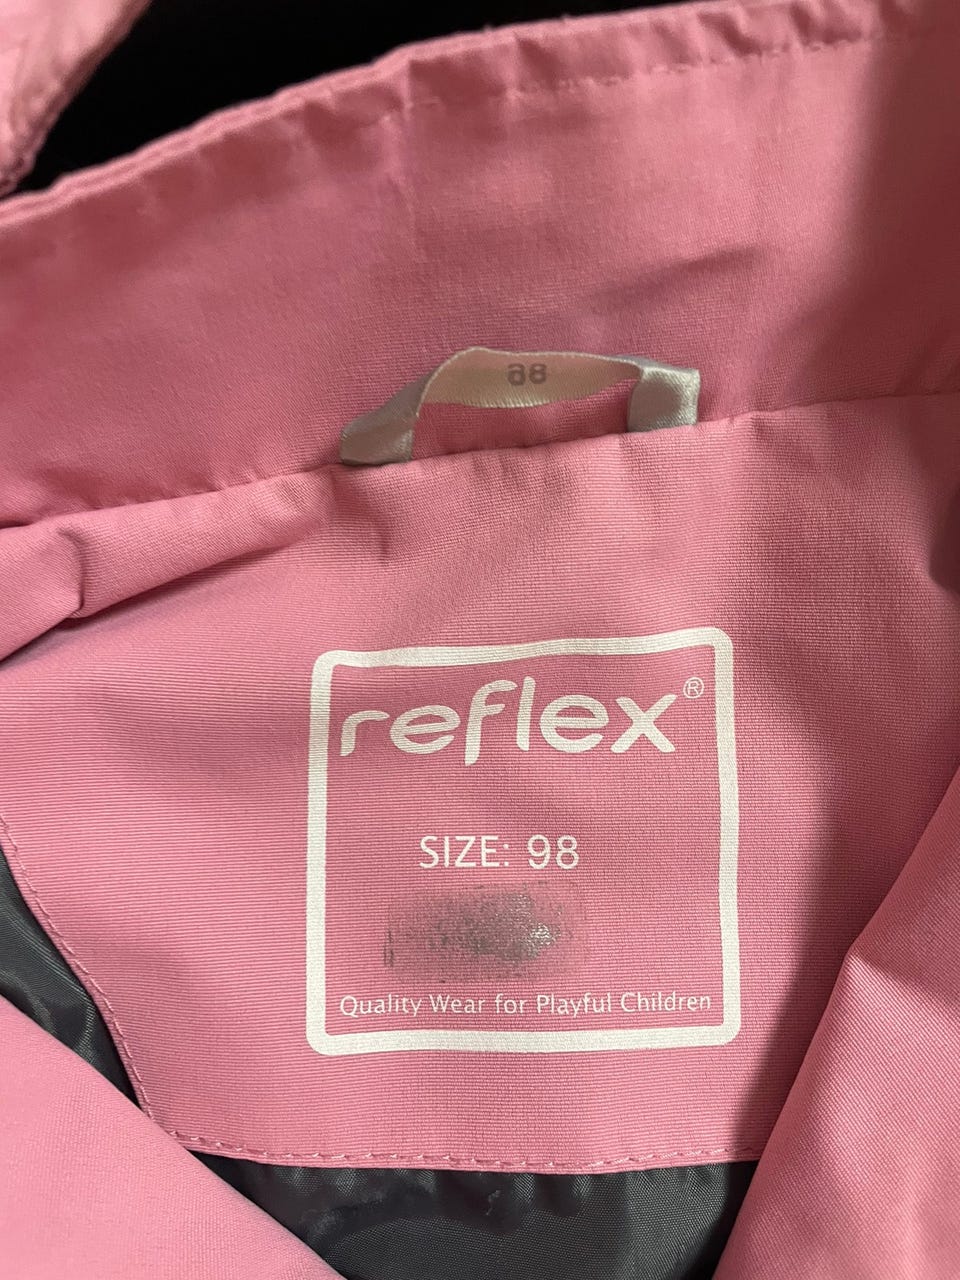 98
reflex®
SIZE: 98
Quality Wear for Playful Children